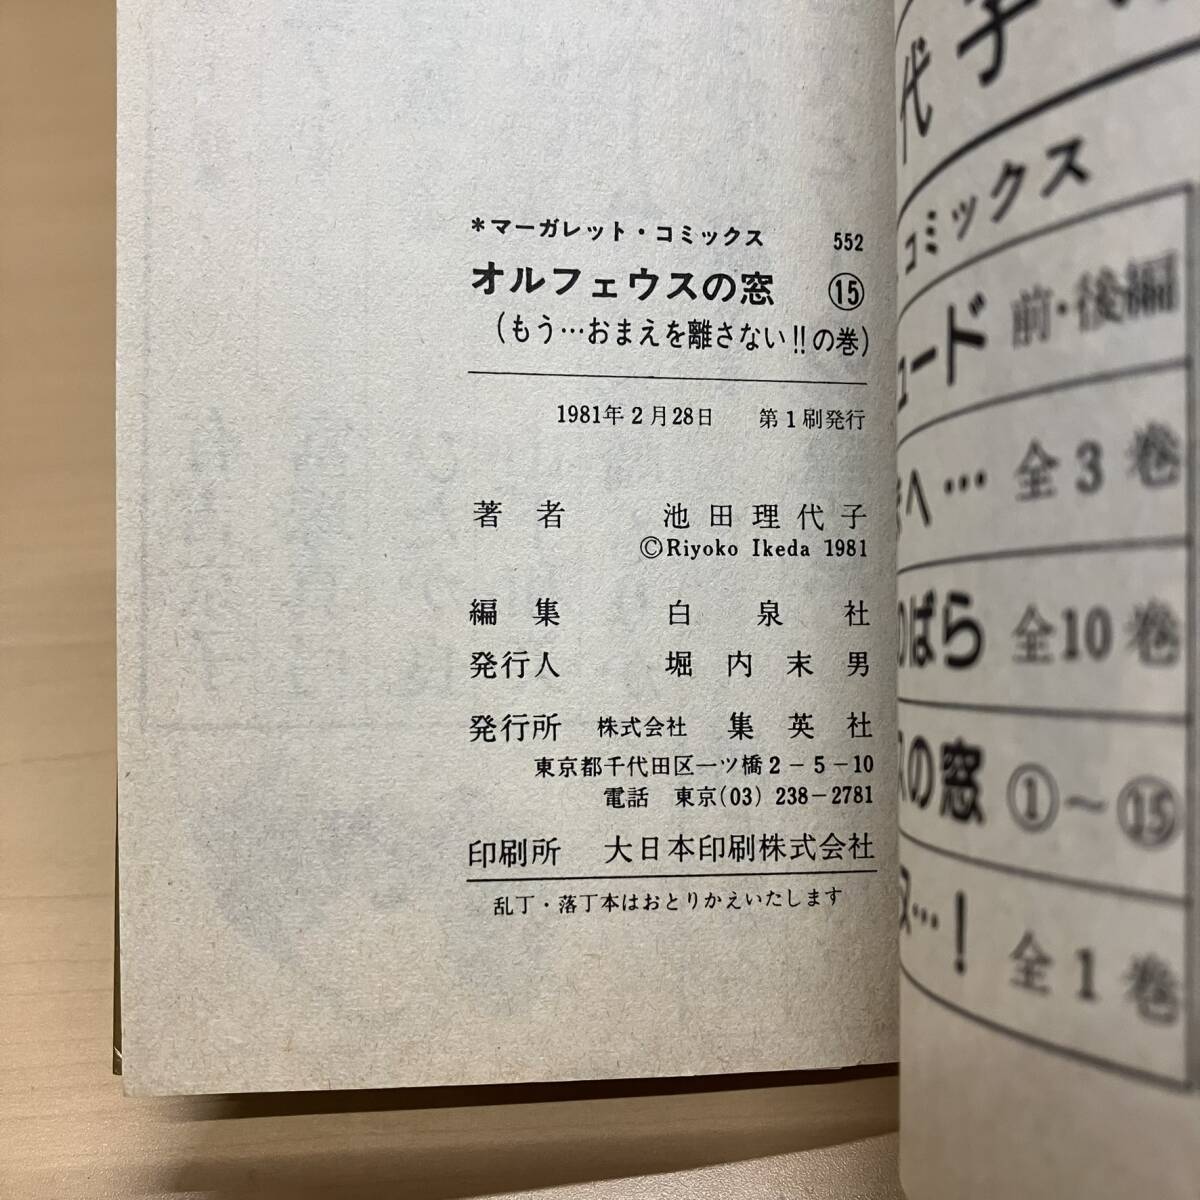 *マーガレット・コミックス 552
オルフェウスの窓 ⑮
(もう…おまえを離さない!!の巻)
1981年2月28日 第1刷発行
著者 池田理代子
©Riyoko Ikeda 1981
編集 白泉社
発行人 堀内末男
発行所 株式会社 集英社
東京都千代田区一ツ橋2-5-10
電話 東京(03) 238-2781
印刷所 大日本印刷株式会社
乱丁・落丁本はおとりかえいたします
代子
コミックス
ード 前・後編
へ… 全3巻
ばら 全10巻
スの窓 ①～⑮
…! 全1巻